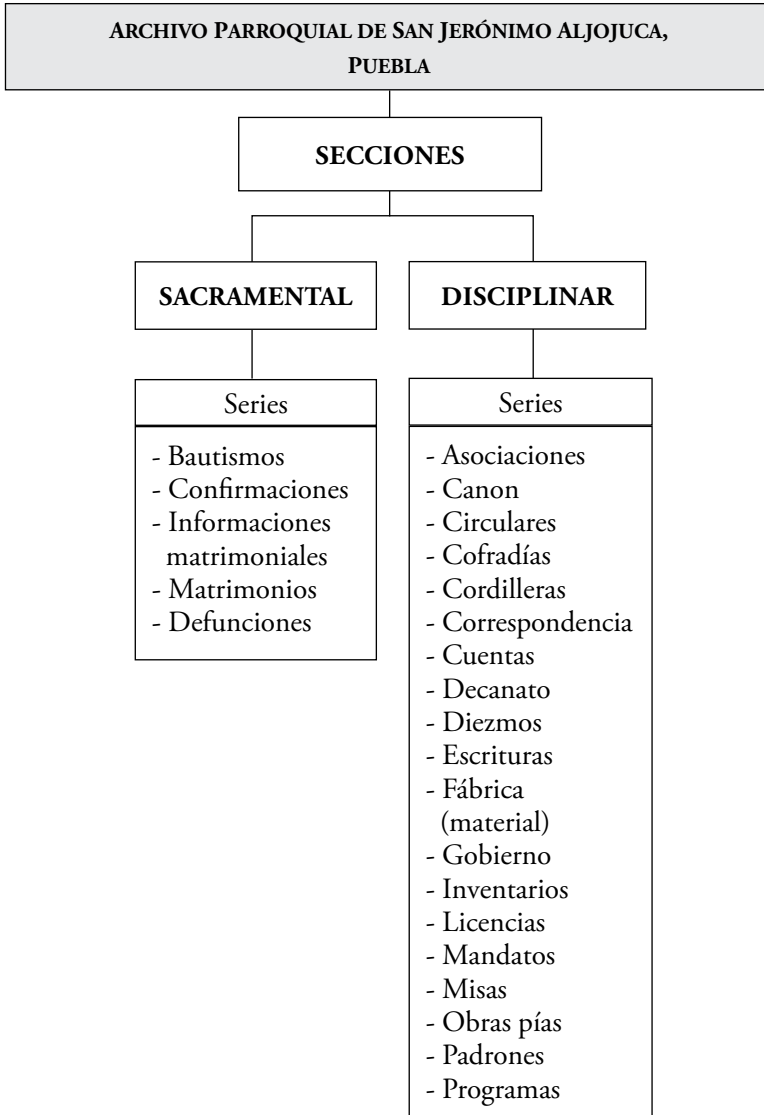 ARCHIVO PARROQUIAL DE SAN JERÓNIMO ALJOJUCA,
PUEBLA
SECCIONES
SACRAMENTAL
Series
- Bautismos
- Confirmaciones
- Informaciones
matrimoniales
- Matrimonios
- Defunciones
DISCIPLINAR
Series
- Asociaciones
- Canon
- Circulares
- Cofradías
- Cordilleras
- Correspondencia
- Cuentas
- Decanato
- Diezmos
- Escrituras
- Fábrica
(material)
- Gobierno
- Inventarios
- Licencias
- Mandatos
- Misas
- Obras pías
- Padrones
- Programas